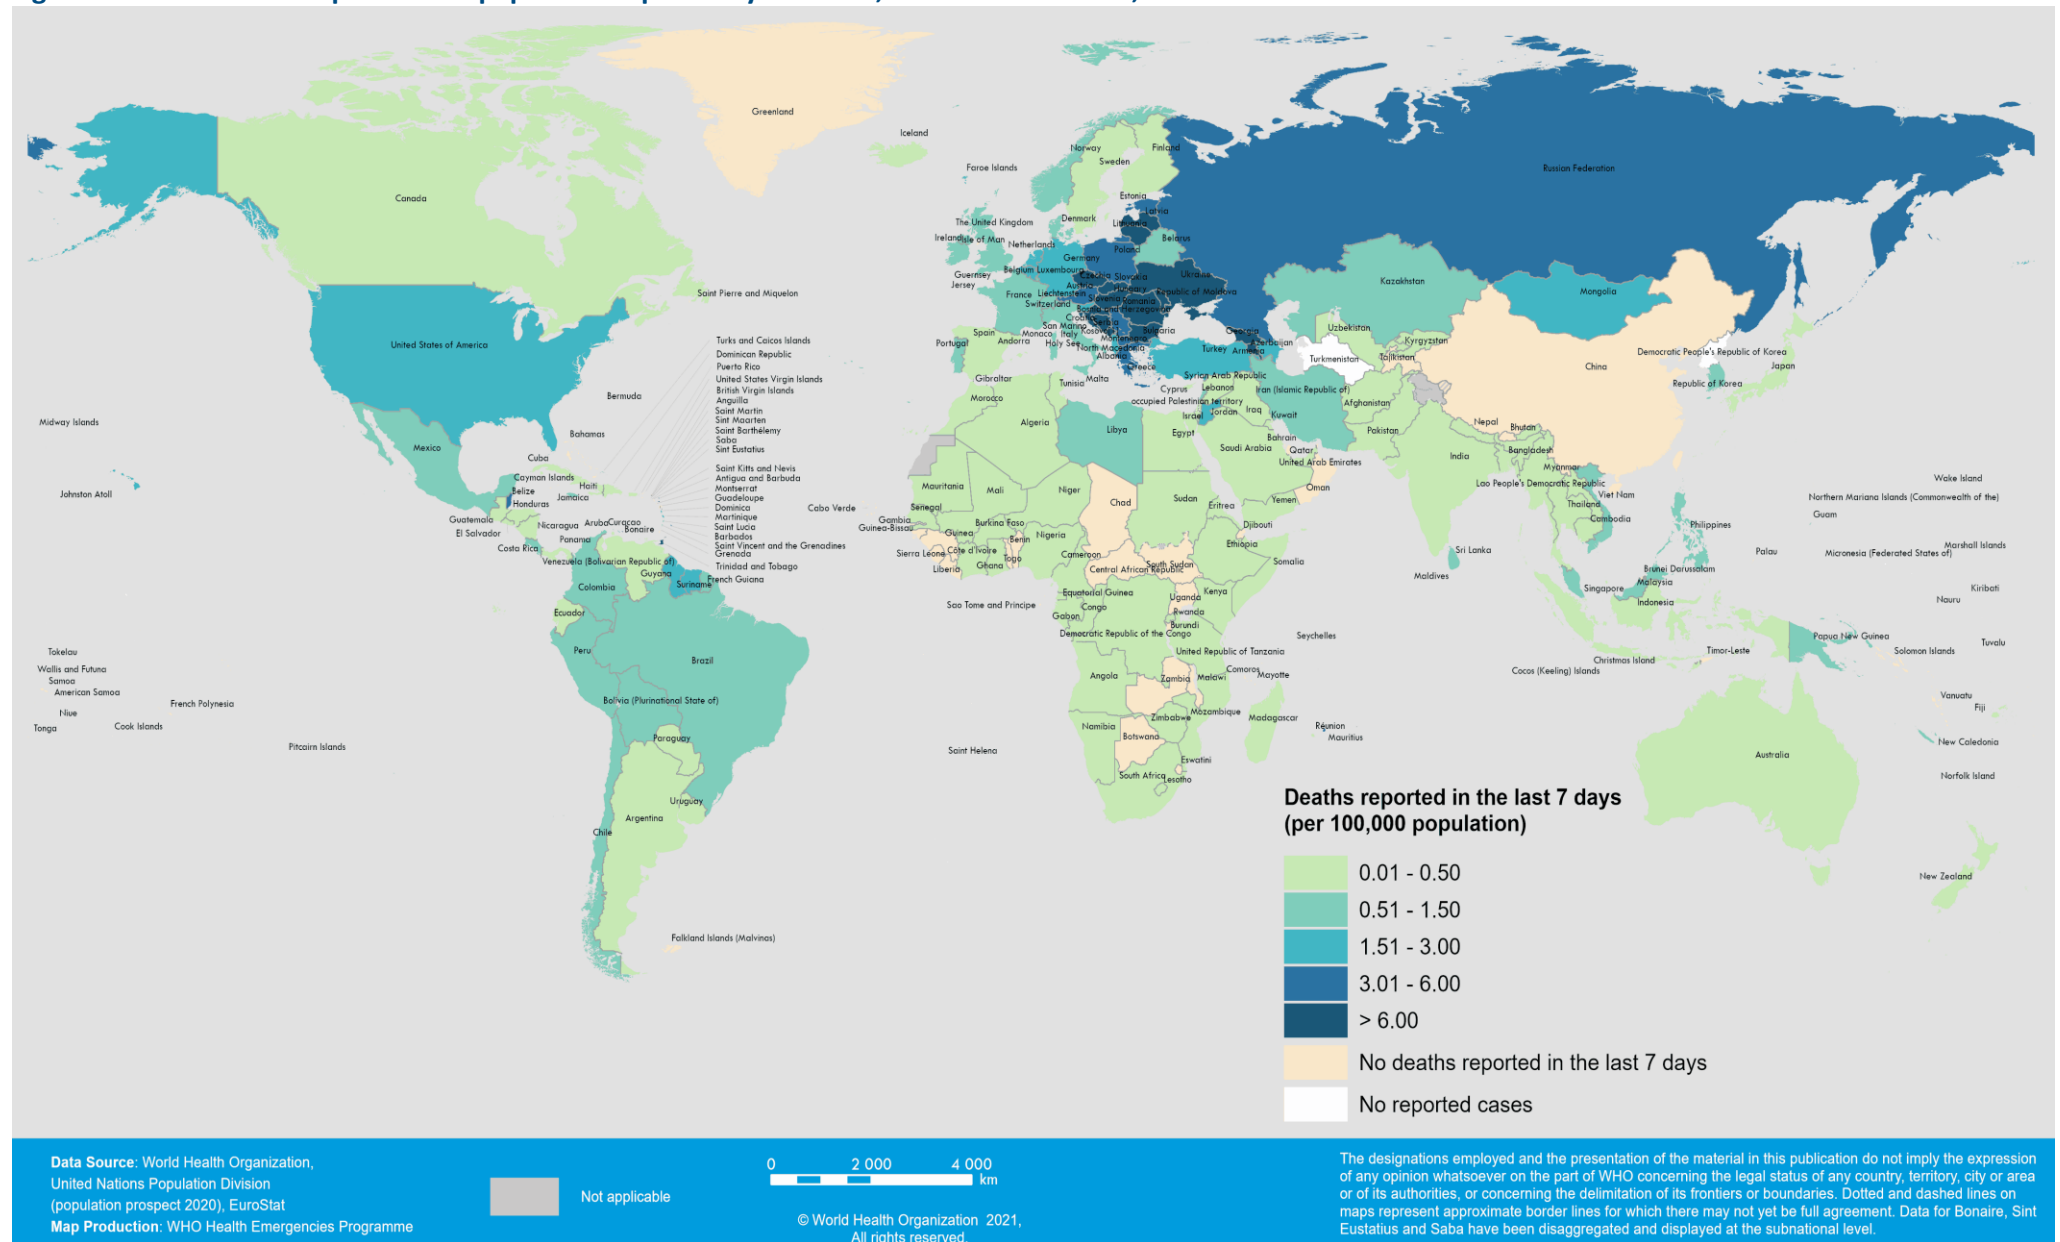 Greenland
Iceland
Faroe Islands
Norway
Sweden
Finland
Russian Federation
Canada
Estonia
Latvia
Lithuania
Denmark
The United Kingdom
Ireland
Isle of Man
Netherlands
Belarus
Poland
Germany
Belgium
Luxembourg
Czechia
Slovakia
Ukraine
Guernsey
Jersey
Austria
Hungary
Republic of Moldova
France
Liechtenstein
Slovenia
Romania
Switzerland
Bosnia and Herzegovina
Croatia
San Marino
Serbia
Saint Pierre and Miquelon
Kazakhstan
Mongolia
Spain
Monaco
Italy
Kosovo
Bulgaria
Georgia
Uzbekistan
Portugal
Andorra
Holy See
Montenegro
North Macedonia
Albania
Greece
Turkey
Armenia
Azerbaijan
Kyrgyzstan
Turkmenistan
Tajikistan
China
Democratic People's Republic of Korea
Republic of Korea
Japan
United States of America
Turks and Caicos Islands
Dominican Republic
Puerto Rico
United States Virgin Islands
British Virgin Islands
Anguilla
Saint Martin
Sint Maarten
Saint Barthélemy
Saba
Sint Eustatius
Saint Kitts and Nevis
Antigua and Barbuda
Montserrat
Guadeloupe
Dominica
Martinique
Saint Lucia
Barbados
Saint Vincent and the Grenadines
Grenada
Trinidad and Tobago
French Guiana
Bermuda
Bahamas
Midway Islands
Johnston Atoll
Mexico
Cuba
Cayman Islands
Haiti
Belize
Jamaica
Honduras
Guatemala
El Salvador
Nicaragua
Aruba
Curacao
Bonaire
Costa Rica
Panama
Venezuela (Bolivarian Republic of)
Guyana
Suriname
Colombia
Ecuador
Peru
Brazil
Bolivia (Plurinational State of)
Paraguay
Uruguay
Argentina
Chile
Falkland Islands (Malvinas)
Gibraltar
Tunisia
Malta
Cyprus
Syrian Arab Republic
Lebanon
occupied Palestinian territory
Israel
Jordan
Iraq
Iran (Islamic Republic of)
Kuwait
Afghanistan
Morocco
Algeria
Libya
Egypt
Saudi Arabia
Bahrain
Qatar
United Arab Emirates
Oman
Yemen
Pakistan
India
Nepal
Bhutan
Bangladesh
Myanmar
Lao People's Democratic Republic
Viet Nam
Thailand
Cambodia
Philippines
Sri Lanka
Maldives
Cabo Verde
Mauritania
Mali
Niger
Chad
Sudan
Eritrea
Djibouti
Senegal
Gambia
Guinea-Bissau
Guinea
Burkina Faso
Benin
Nigeria
Sierra Leone
Côte d'Ivoire
Togo
Ghana
Liberia
Cameroon
Central African Republic
South Sudan
Ethiopia
Somalia
Sao Tome and Principe
Equatorial Guinea
Gabon
Congo
Uganda
Kenya
Rwanda
Burundi
Democratic Republic of the Congo
United Republic of Tanzania
Seychelles
Comoros
Mayotte
Angola
Zambia
Malawi
Mozambique
Zimbabwe
Madagascar
Réunion
Mauritius
Namibia
Botswana
Eswatini
South Africa
Lesotho
Saint Helena
Brunei Darussalam
Malaysia
Singapore
Indonesia
Christmas Island
Cocos (Keeling) Islands
Timor-Leste
Papua New Guinea
Solomon Islands
Wake Island
Northern Mariana Islands (Commonwealth of the)
Guam
Palau
Micronesia (Federated States of)
Marshall Islands
Kiribati
Nauru
Tuvalu
Vanuatu
Fiji
New Caledonia
Norfolk Island
Australia
New Zealand
Tokelau
Wallis and Futuna
Samoa
American Samoa
Niue
Tonga
Cook Islands
French Polynesia
Pitcairn Islands
Deaths reported in the last 7 days
(per 100,000 population)
0.01 - 0.50
0.51 - 1.50
1.51 - 3.00
3.01 - 6.00
> 6.00
No deaths reported in the last 7 days
No reported cases
Data Source: World Health Organization,
United Nations Population Division
(population prospect 2020), EuroStat
Map Production: WHO Health Emergencies Programme
Not applicable
0 2 000 4 000
km
© World Health Organization 2021,
All rights reserved.
The designations employed and the presentation of the material in this publication do not imply the expression
of any opinion whatsoever on the part of WHO concerning the legal status of any country, territory, city or area
or of its authorities, or concerning the delimitation of its frontiers or boundaries. Dotted and dashed lines on
maps represent approximate border lines for which there may not yet be full agreement. Data for Bonaire, Sint
Eustatius and Saba have been disaggregated and displayed at the subnational level.